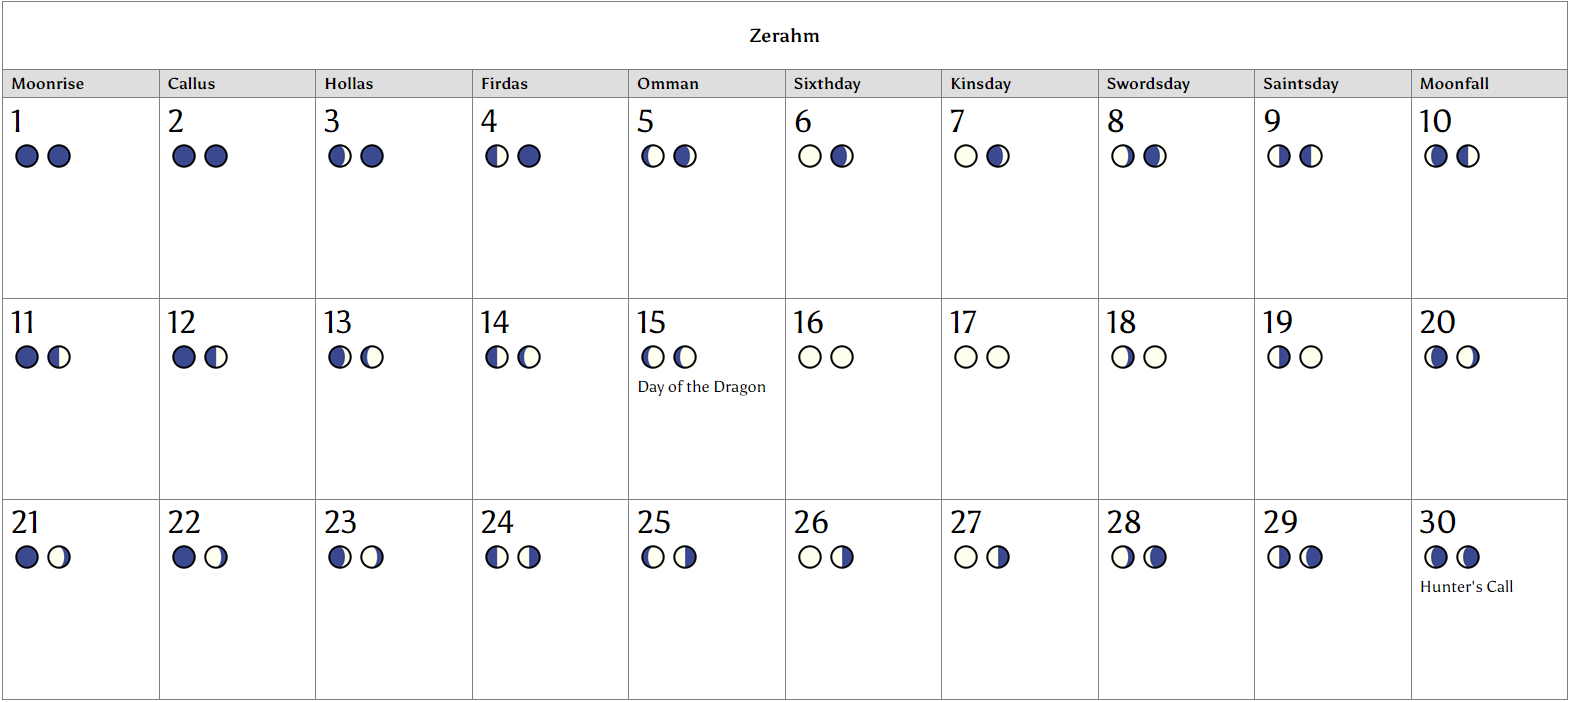 Zerahm
Moonrise Callus Hollas Firdas Omman Sixthday Kinsday Swordsday Saintsday Moonfall
1 2 3 4 5 6 7 8 9 10
11 12 13 14 15 16 17 18 19 20
Day of the Dragon
21 22 23 24 25 26 27 28 29 30
Hunter's Call